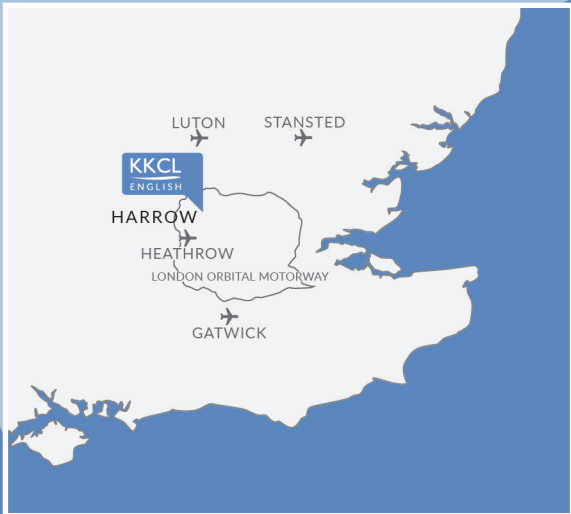 LUTON
STANSTED
KKCL
ENGLISH
HARROW
HEATHROW
LONDON ORBITAL MOTORWAY
GATWICK